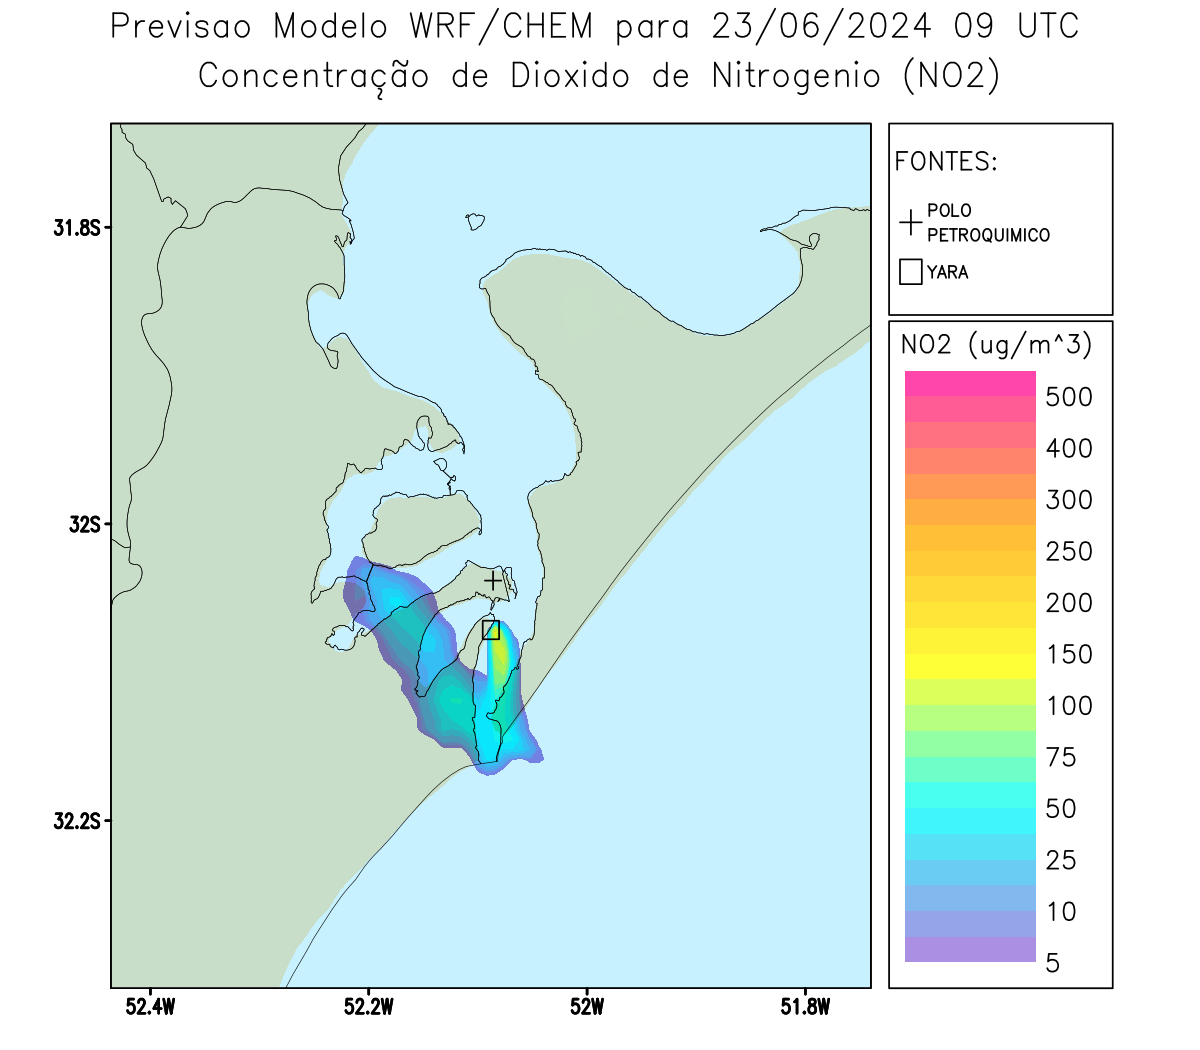 Previsao Modelo WRF/CHEM para 23/06/2024 09 UTC
Concentração de Dioxido de Nitrogenio (NO2)
FONTES:
POLO
PETROQUIMICO
YARA
NO2 (ug/m^3)
500
400
300
250
200
150
100
75
50
25
10
5
31.8S
32S
32.2S
52.4W
52.2W
52W
51.8W